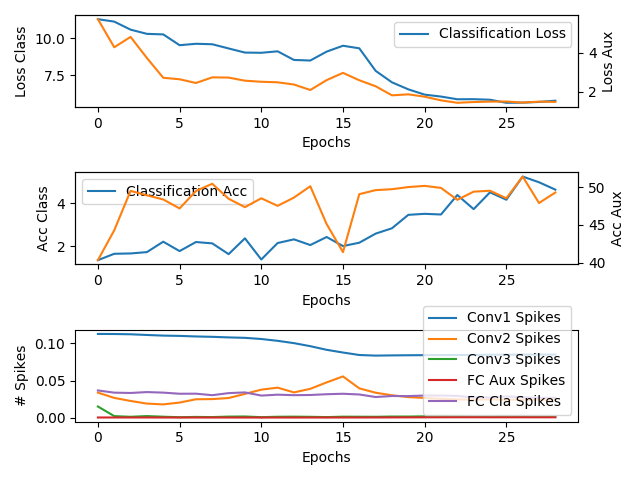 Classification Loss
10.0
7.5
4
2
Loss Class
Loss Aux
0 5 10 15 20 25
Epochs
Classification Acc
4
2
50
45
40
Acc Class
Acc Aux
0 5 10 15 20 25
Epochs
Conv1 Spikes
Conv2 Spikes
Conv3 Spikes
FC Aux Spikes
FC Cla Spikes
0.10
0.05
0.00
# Spikes
0 5 10 15 20 25
Epochs